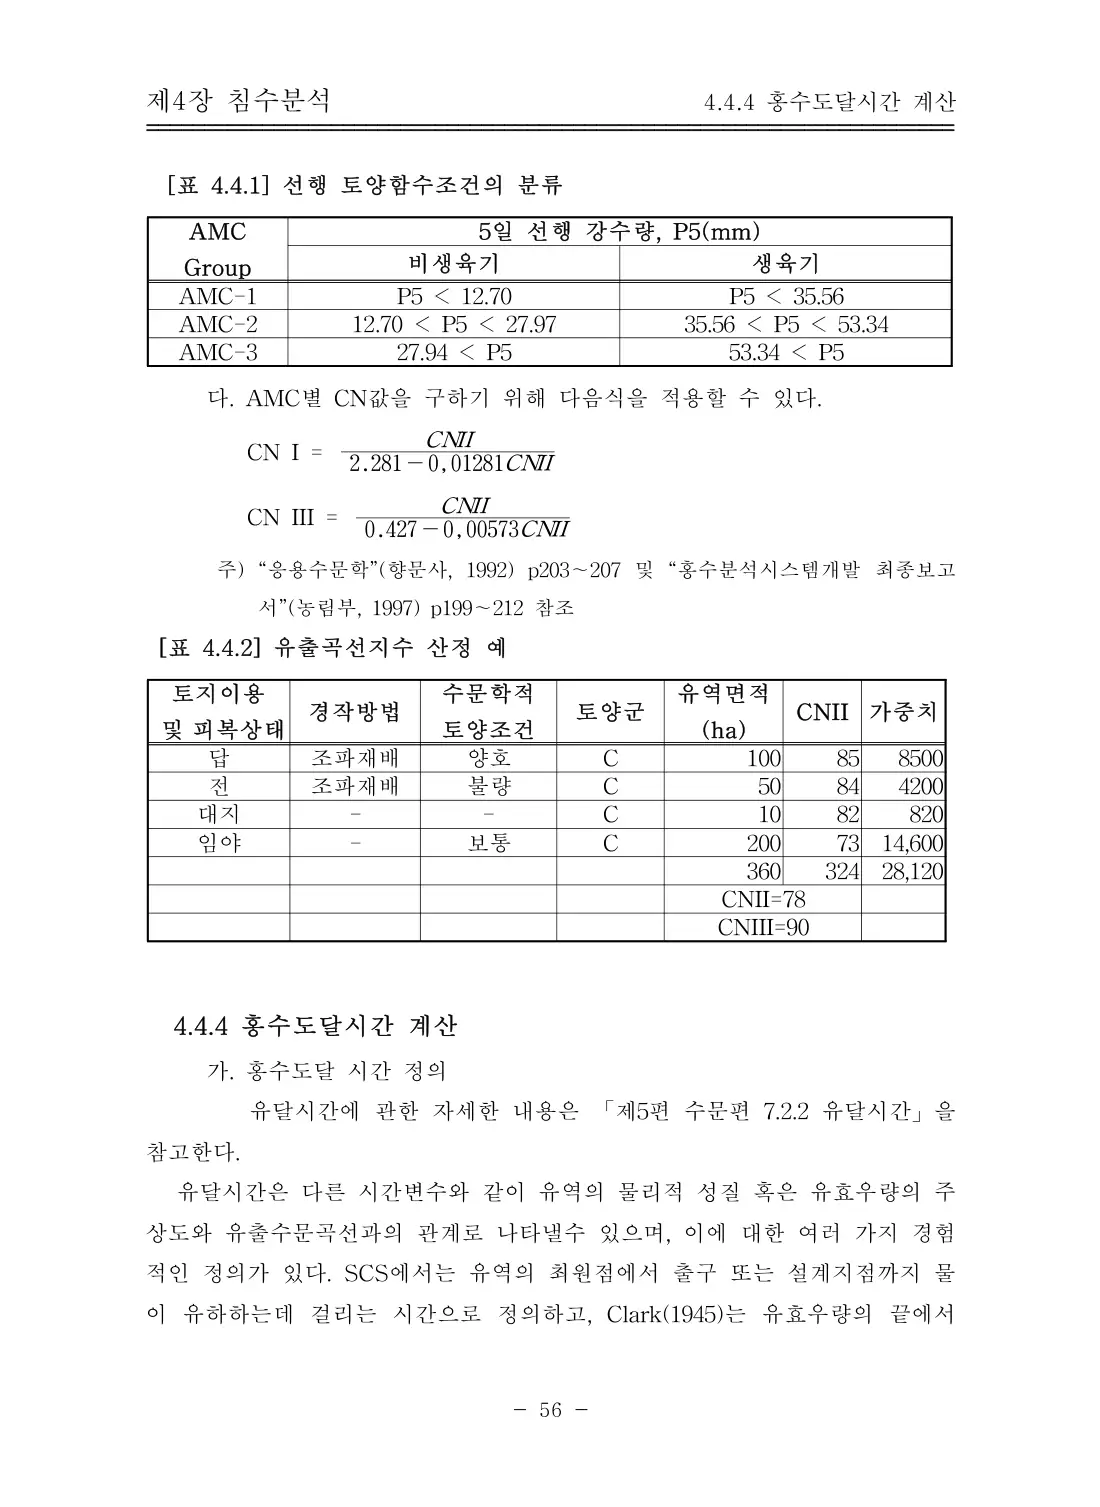 제4장 침수분석 4.4.4 홍수도달시간 계산
[표 4.4.1] 선행 토양함수조건의 분류
AMC Group 5일 선행 강수량, P5(mm)
비생육기 생육기
AMC-1 P5 < 12.70 P5 < 35.56
AMC-2 12.70 < P5 < 27.97 35.56 < P5 < 53.34
AMC-3 27.94 < P5 53.34 < P5
다. AMC별 CN값을 구하기 위해 다음식을 적용할 수 있다.
CN I = CNII / 2.281-0,01281CNII
CN III = CNII / 0.427-0,00573CNII
주) “응용수문학”(향문사, 1992) p203~207 및 “홍수분석시스템개발 최종보고
서”(농림부, 1997) p199~212 참조
[표 4.4.2] 유출곡선지수 산정 예
토지이용 및 피복상태 경작방법 수문학적 토양조건 토양군 유역면적 (ha) CNII 가중치
답 조파재배 양호 C 100 85 8500
전 조파재배 불량 C 50 84 4200
대지 - - C 10 82 820
임야 - 보통 C 200 73 14,600
360 324 28,120
CNII=78
CNIII=90
4.4.4 홍수도달시간 계산
가. 홍수도달 시간 정의
유달시간에 관한 자세한 내용은 「제5편 수문편 7.2.2 유달시간」을
참고한다.
유달시간은 다른 시간변수와 같이 유역의 물리적 성질 혹은 유효우량의 주
상도와 유출수문곡선과의 관계로 나타낼수 있으며, 이에 대한 여러 가지 경험
적인 정의가 있다. SCS에서는 유역의 최원점에서 출구 또는 설계지점까지 물
이 유하하는데 걸리는 시간으로 정의하고, Clark(1945)는 유효우량의 끝에서
- 56 -